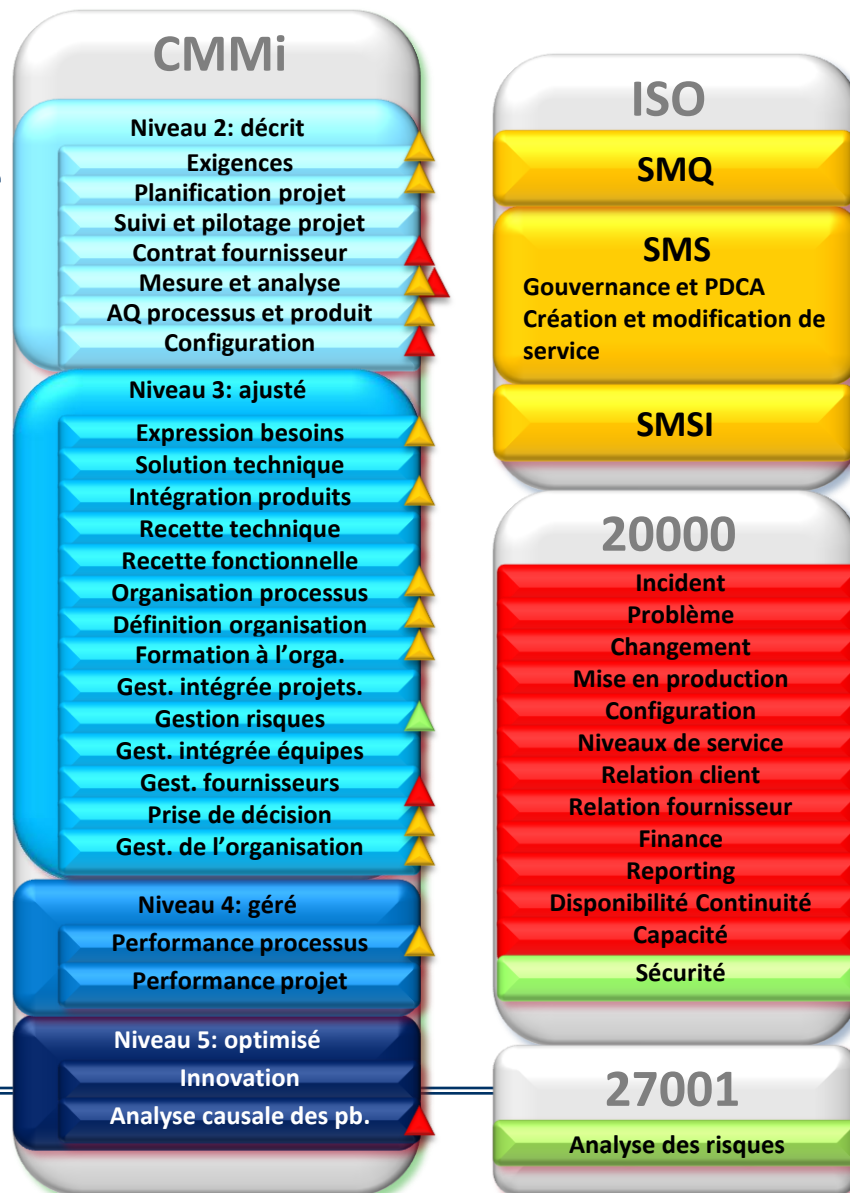 CMMi
Niveau 2: décrit
Exigences
Planification projet
Suivi et pilotage projet
Contrat fournisseur
Mesure et analyse
AQ processus et produit
Configuration
Niveau 3: ajusté
Expression besoins
Solution technique
Intégration produits
Recette technique
Recette fonctionnelle
Organisation processus
Définition organisation
Formation à l’orga.
Gest. intégrée projets.
Gestion risques
Gest. intégrée équipes
Gest. fournisseurs
Prise de décision
Gest. de l’organisation
Niveau 4: géré
Performance processus
Performance projet
Niveau 5: optimisé
Innovation
Analyse causale des pb.
ISO
SMQ
SMS
Gouvernance et PDCA
Création et modification de
service
SMSI
20000
Incident
Problème
Changement
Mise en production
Configuration
Niveaux de service
Relation client
Relation fournisseur
Finance
Reporting
Disponibilité Continuité
Capacité
Sécurité
27001
Analyse des risques